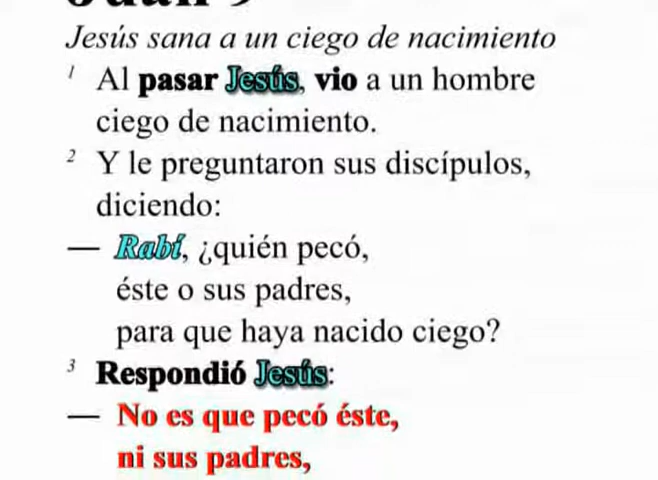 Juan 9
Jesús sana a un ciego de nacimiento
1 Al pasar Jesús, vio a un hombre
ciego de nacimiento.
2 Y le preguntaron sus discípulos,
diciendo:
— Rabí, ¿quién pecó,
éste o sus padres,
para que haya nacido ciego?
3 Respondió Jesús:
— No es que pecó éste,
ni sus padres,